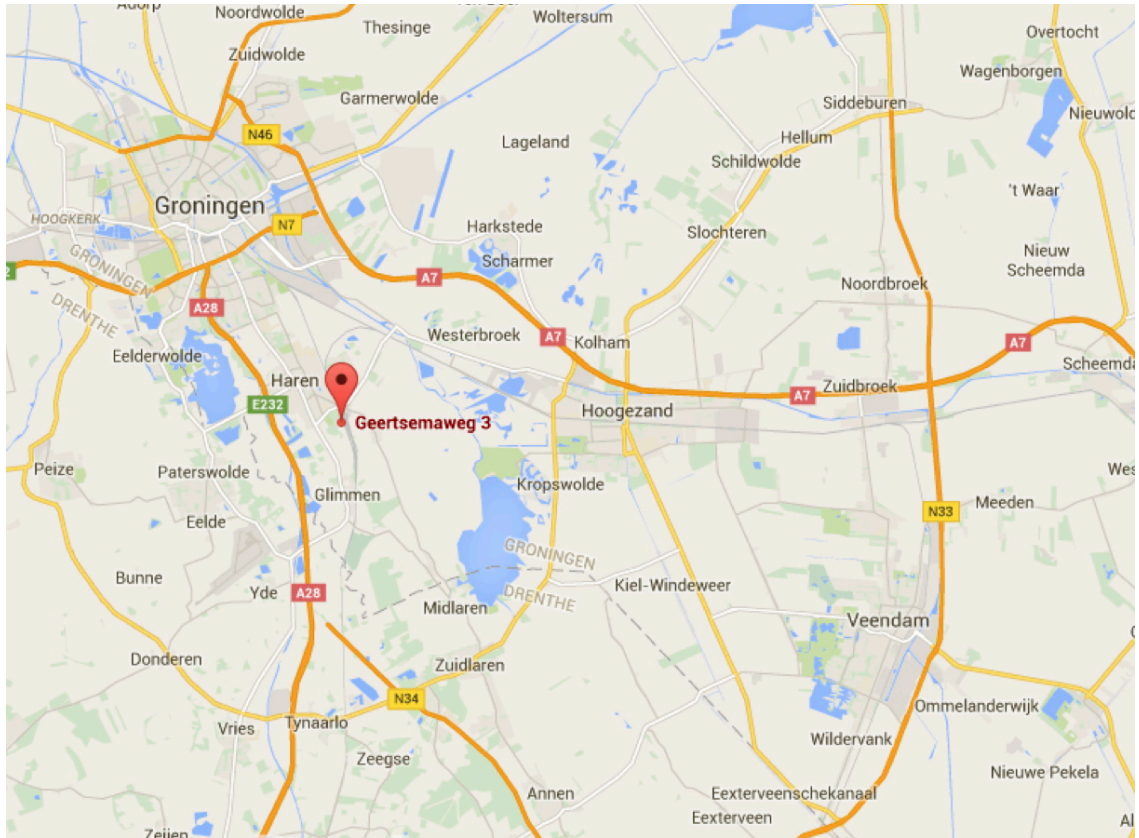 Noordwolde
Woltersum
Thesinge
Overtocht
Zuidwolde
Wagenborgen
Garmerwolde
Siddeburen
Nieuwold
N46
Hellum
Lageland
Schildwolde
't Waar
Groningen
HOOGKERK
N7
Harkstede
Slochteren
GRONINGEN
Scharmer
Nieuw
Scheemda
A7
Noordbroek
DRENTHE
A28
Westerbroek
A7
Kolham
A7
Eelderwolde
Scheemda
Haren
Zuidbroek
A7
E232
Hoogezand
Geertsemaweg 3
Peize
Paterswolde
Kropswolde
Glimmen
Meeden
N33
Eelde
GRONINGEN
Bunne
Kiel-Windeweer
Yde
A28
DRENTHE
Midlaren
Veendam
Donderen
Zuidlaren
N34
Ommelanderwijk
Vries
Tynaarlo
Wildervank
Zeegse
Nieuwe Pekela
Annen
Eexterveenschekanaal
Eexterveen